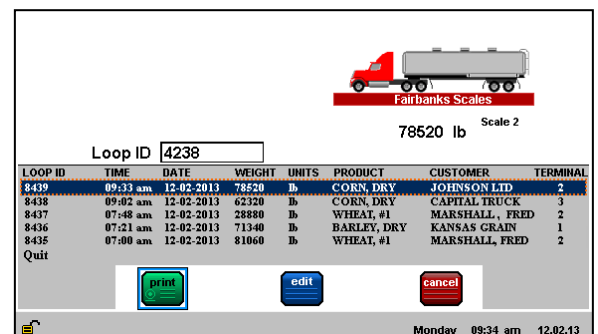 Fairbanks Scales
78520 lb Scale 2
Loop ID 4238
LOOP ID TIME DATE WEIGHT UNITS PRODUCT CUSTOMER TERMINAL
8439 09:33 am 12-02-2013 78520 lb CORN, DRY JOHNSON LTD 2
8438 09:02 am 12-02-2013 62320 lb CORN, DRY CAPITAL TRUCK 3
8437 07:48 am 12-02-2013 28880 lb WHEAT, #1 MARSHALL, FRED 2
8436 07:21 am 12-02-2013 71340 lb BARLEY, DRY KANSAS GRAIN 1
8435 07:00 am 12-02-2013 81060 lb WHEAT, #1 MARSHALL, FRED 2
Quit
print edit cancel
Monday 09:34 am 12.02.13